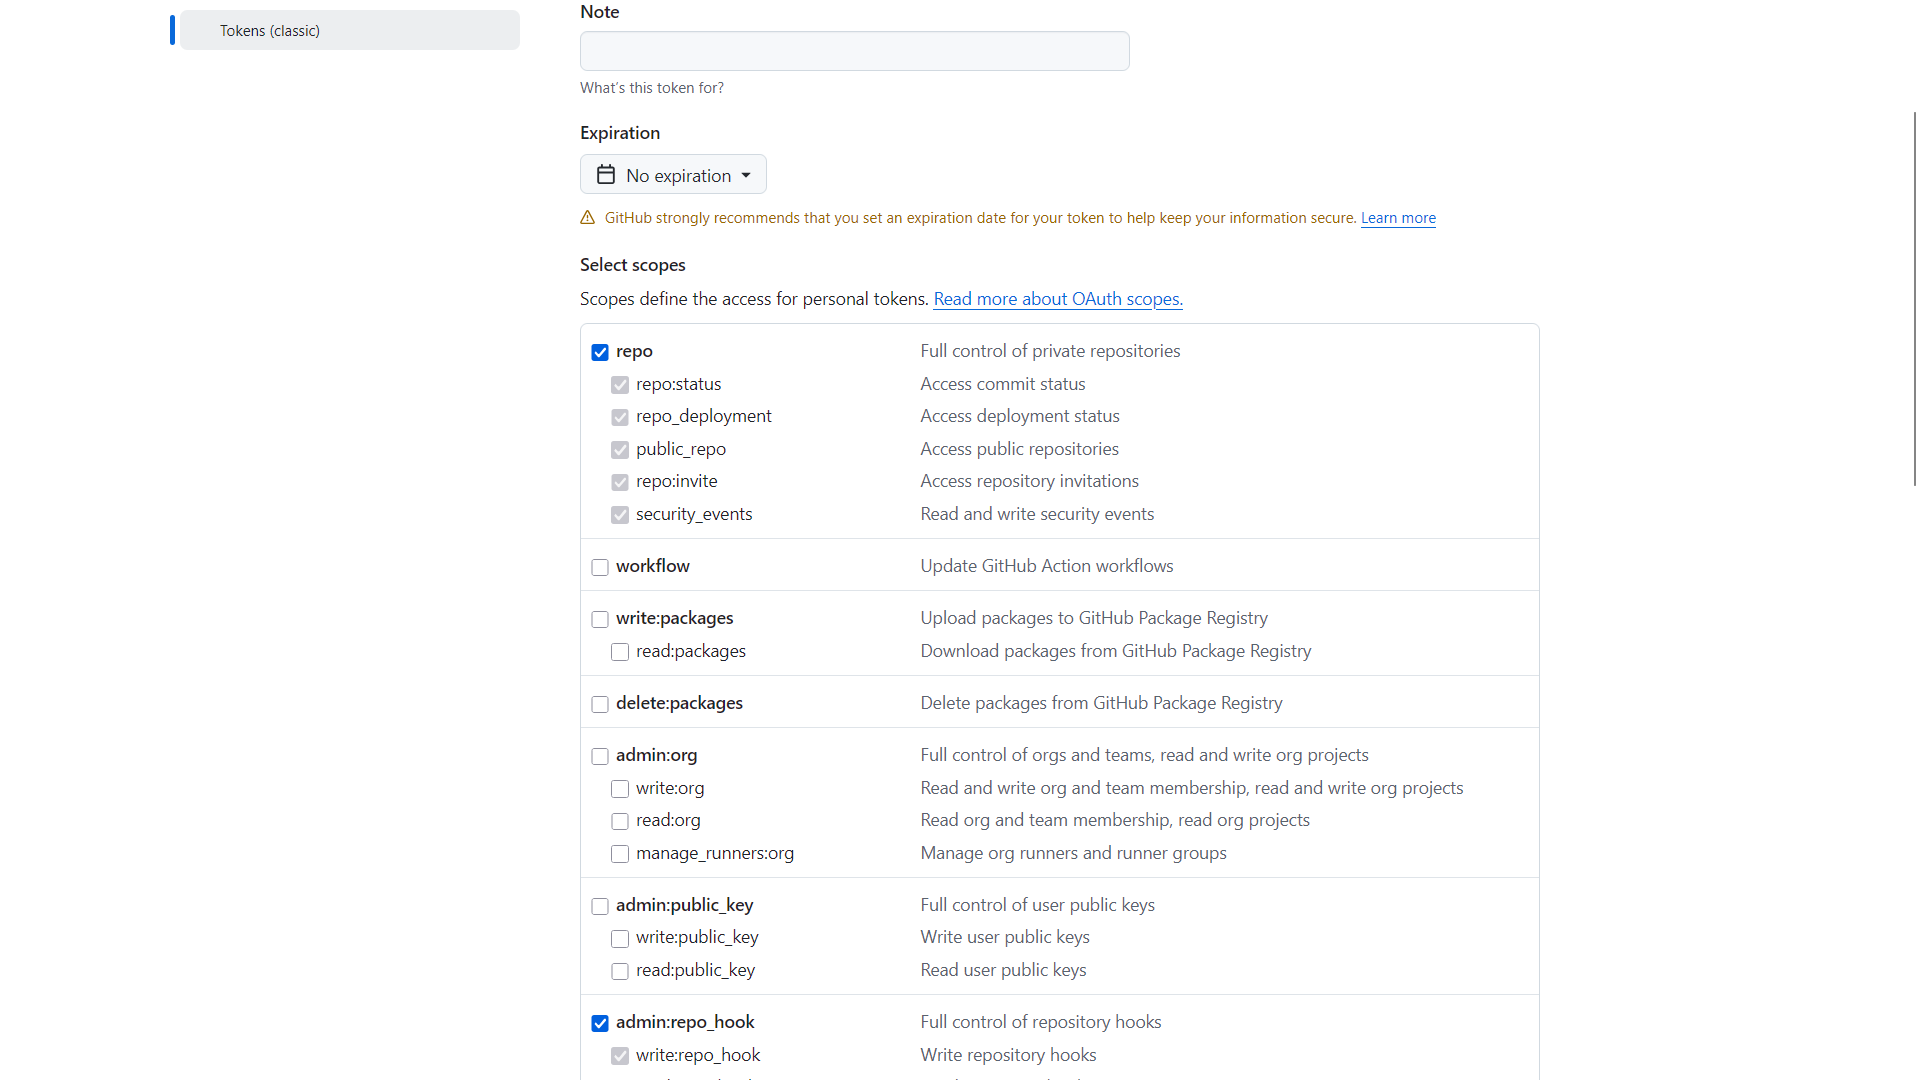 Tokens (classic)
Note
What's this token for?
Expiration
No expiration
GitHub strongly recommends that you set an expiration date for your token to help keep your information secure. Learn more
Select scopes
Scopes define the access for personal tokens. Read more about OAuth scopes.
repo Full control of private repositories
repo:status Access commit status
repo_deployment Access deployment status
public_repo Access public repositories
repo:invite Access repository invitations
security_events Read and write security events
workflow Update GitHub Action workflows
write:packages Upload packages to GitHub Package Registry
read:packages Download packages from GitHub Package Registry
delete:packages Delete packages from GitHub Package Registry
admin:org Full control of orgs and teams, read and write org projects
write:org Read and write org and team membership, read and write org projects
read:org Read org and team membership, read org projects
manage_runners:org Manage org runners and runner groups
admin:public_key Full control of user public keys
write:public_key Write user public keys
read:public_key Read user public keys
admin:repo_hook Full control of repository hooks
write:repo_hook Write repository hooks